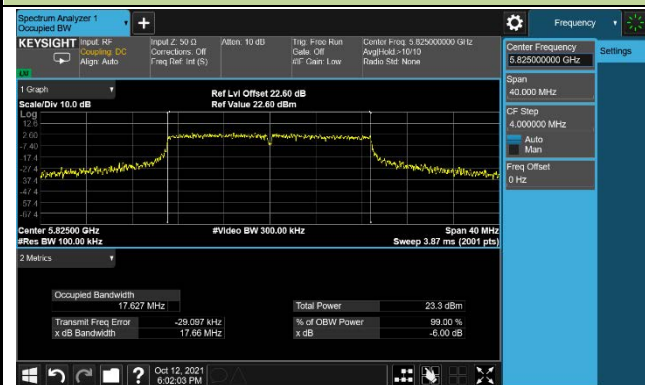 Spectrum Analyzer 1
Occupied BW
Frequency
KEYSIGHT
Input: RF
Coupling: DC
Align: Auto
Input Z: 50 Ω
Corrections: Off
Freq Ref: Int (S)
Atten: 10 dB
Trig: Free Run
Gate: Off
#IF Gain: Low
Center Freq: 5.825000000 GHz
Avg|Hold:>10/10
Radio Std: None
Center Frequency
5.825000000 GHz
Settings
Span
40.000 MHz
CF Step
4.000000 MHz
Auto
Man
Freq Offset
0 Hz
1 Graph
Scale/Div 10.0 dB
Ref Lvl Offset 22.60 dB
Ref Value 22.60 dBm
Log
12.6
2.60
-7.40
-17.4
-27.4
-37.4
-47.4
-57.4
-67.4
Center 5.82500 GHz
#Video BW 300.00 kHz
Span 40 MHz
#Res BW 100.00 kHz
Sweep 3.87 ms (2001 pts)
2 Metrics
Occupied Bandwidth
17.627 MHz
Total Power
23.3 dBm
Transmit Freq Error
-29.097 kHz
% of OBW Power
99.00 %
x dB Bandwidth
17.66 MHz
x dB
-6.00 dB
Oct 12, 2021
6:02:03 PM